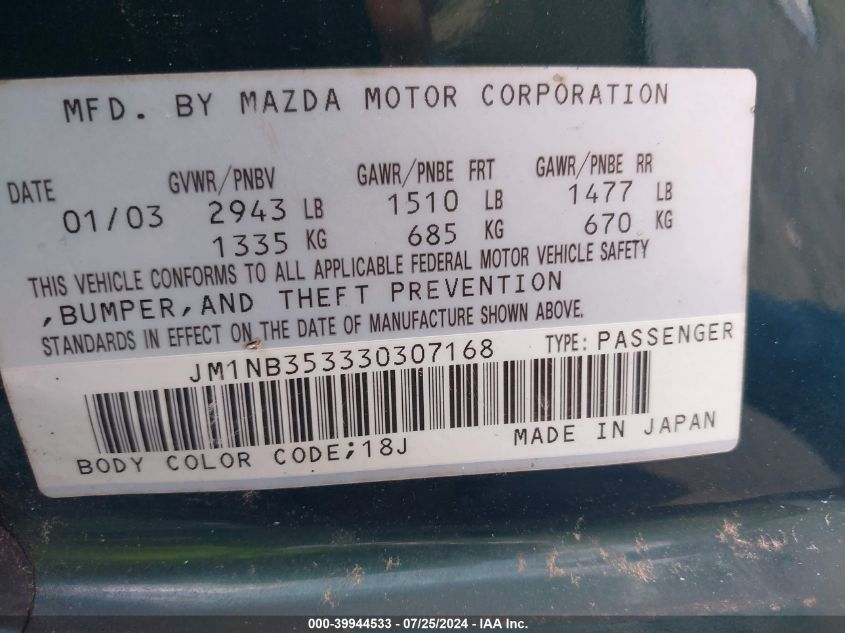 MFD. BY MAZDA MOTOR CORPORATION
DATE GVWR/PNBV GAWR/PNBE FRT GAWR/PNBE RR
01/03 2943 LB 1510 LB 1477 LB
1335 KG 685 KG 670 KG
THIS VEHICLE CONFORMS TO ALL APPLICABLE FEDERAL MOTOR VEHICLE SAFETY
,BUMPER,AND THEFT PREVENTION
STANDARDS IN EFFECT ON THE DATE OF MANUFACTURE SHOWN ABOVE.
JM1NB353330307168 TYPE: PASSENGER
BODY COLOR CODE;18J MADE IN JAPAN
000-39944533 - 07/25/2024 - IAA Inc.